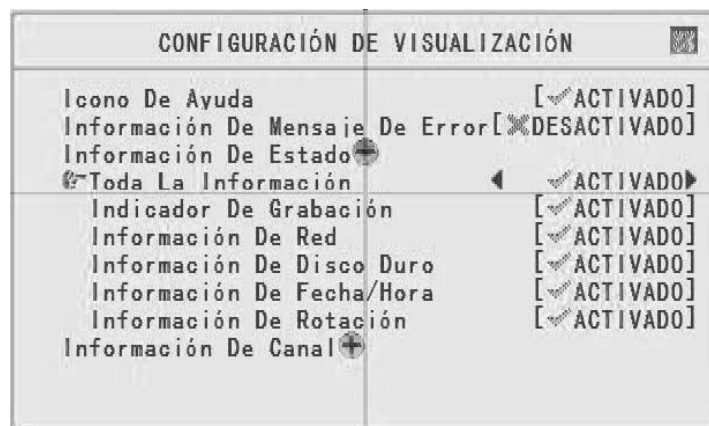 CONFIGURACIÓN DE VISUALIZACIÓN
Icono De Ayuda [ACTIVADO]
Información De Mensaje De Error[DESACTIVADO]
Información De Estado
Toda La Información ACTIVADO
Indicador De Grabación [ACTIVADO]
Información De Red [ACTIVADO]
Información De Disco Duro [ACTIVADO]
Información De Fecha/Hora [ACTIVADO]
Información De Rotación [ACTIVADO]
Información De Canal